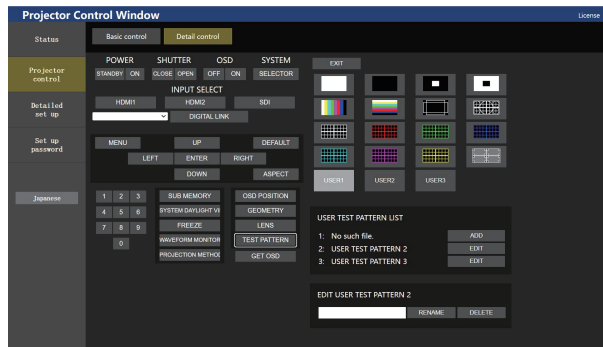 Projector Control Window
License
Status
Projector
control
Detailed
set up
Set up
password
Japanese
Basic control
Detail control
POWER SHUTTER OSD SYSTEM
STANDBY ON CLOSE OPEN OFF ON SELECTOR
INPUT SELECT
HDMI1 HDMI2 SDI
DIGITAL LINK
MENU UP DEFAULT
LEFT ENTER RIGHT
DOWN ASPECT
1 2 3
4 5 6
7 8 9
0
SUB MEMORY
SYSTEM DAYLIGHT VI
FREEZE
WAVEFORM MONITOR
PROJECTION METHOD
OSD POSITION
GEOMETRY
LENS
TEST PATTERN
GET OSD
EXIT
USER1 USER2 USER3
USER TEST PATTERN LIST
1: No such file. ADD
2: USER TEST PATTERN 2 EDIT
3: USER TEST PATTERN 3 EDIT
EDIT USER TEST PATTERN 2
RENAME DELETE